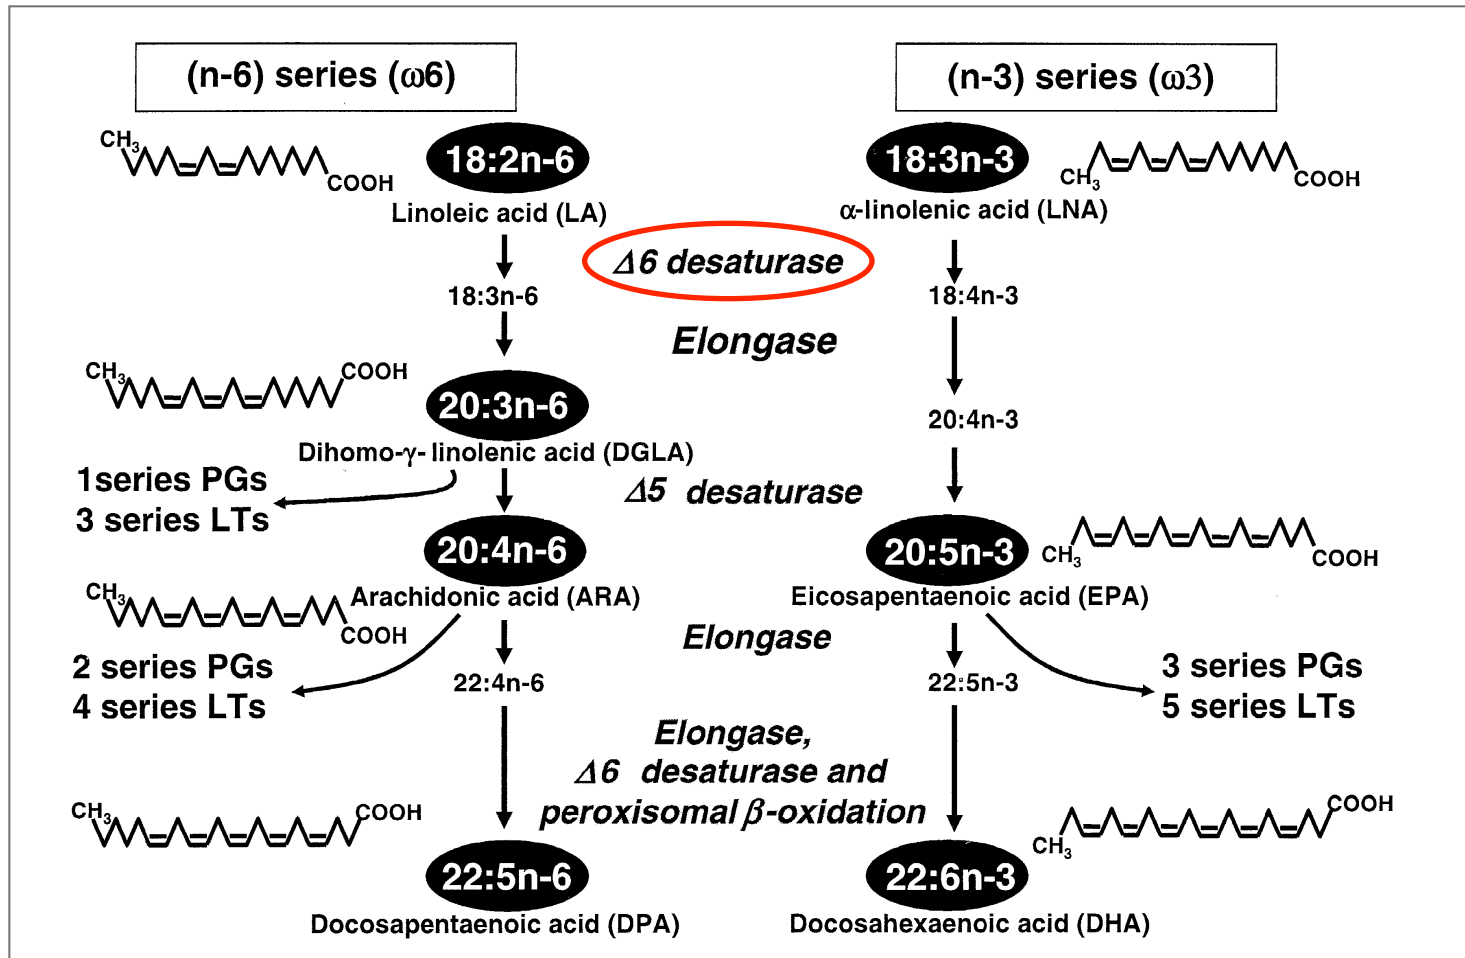 (n-6) series (ω6)
(n-3) series (ω3)
CH3
COOH
18:2n-6
Linoleic acid (LA)
18:3n-3
α-linolenic acid (LNA)
CH3
COOH
Δ6 desaturase
18:3n-6
18:4n-3
Elongase
CH3
COOH
20:3n-6
Dihomo-γ- linolenic acid (DGLA)
20:4n-3
1series PGs
3 series LTs
Δ5 desaturase
20:4n-6
Arachidonic acid (ARA)
20:5n-3
Eicosapentaenoic acid (EPA)
CH3
COOH
CH3
COOH
2 series PGs
4 series LTs
Elongase
22:4n-6
22:5n-3
3 series PGs
5 series LTs
Elongase,
Δ6 desaturase and
peroxisomal β-oxidation
CH3
COOH
22:5n-6
Docosapentaenoic acid (DPA)
22:6n-3
Docosahexaenoic acid (DHA)
CH3
COOH